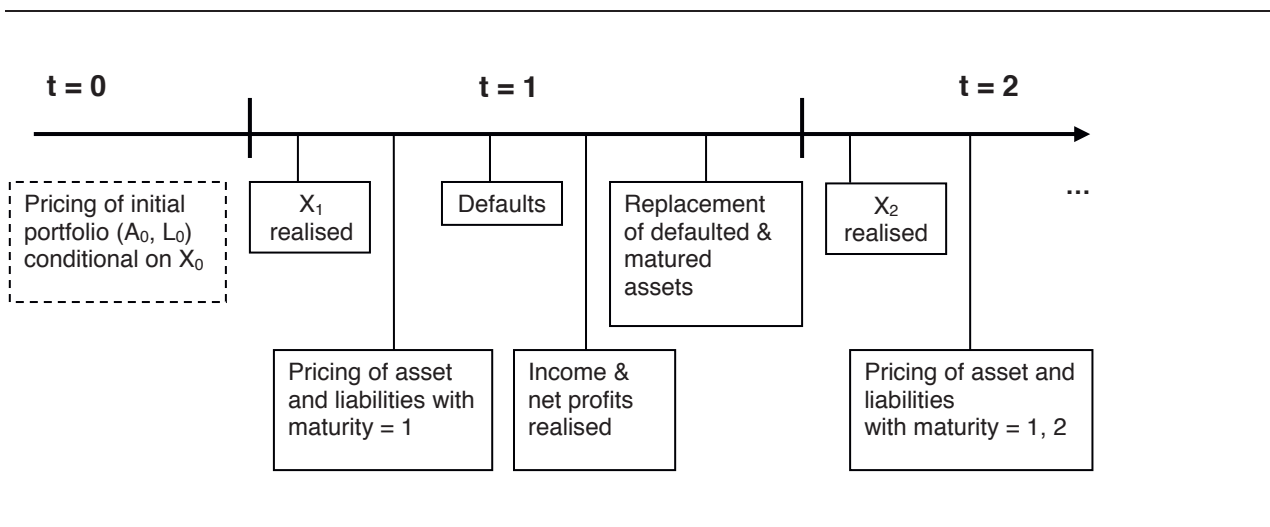 t = 0
t = 1
t = 2
Pricing of initial
portfolio (A₀, L₀)
conditional on X₀
X₁
realised
Defaults
Replacement
of defaulted &
matured
assets
X₂
realised
...
Pricing of asset
and liabilities with
maturity = 1
Income &
net profits
realised
Pricing of asset and
liabilities
with maturity = 1, 2